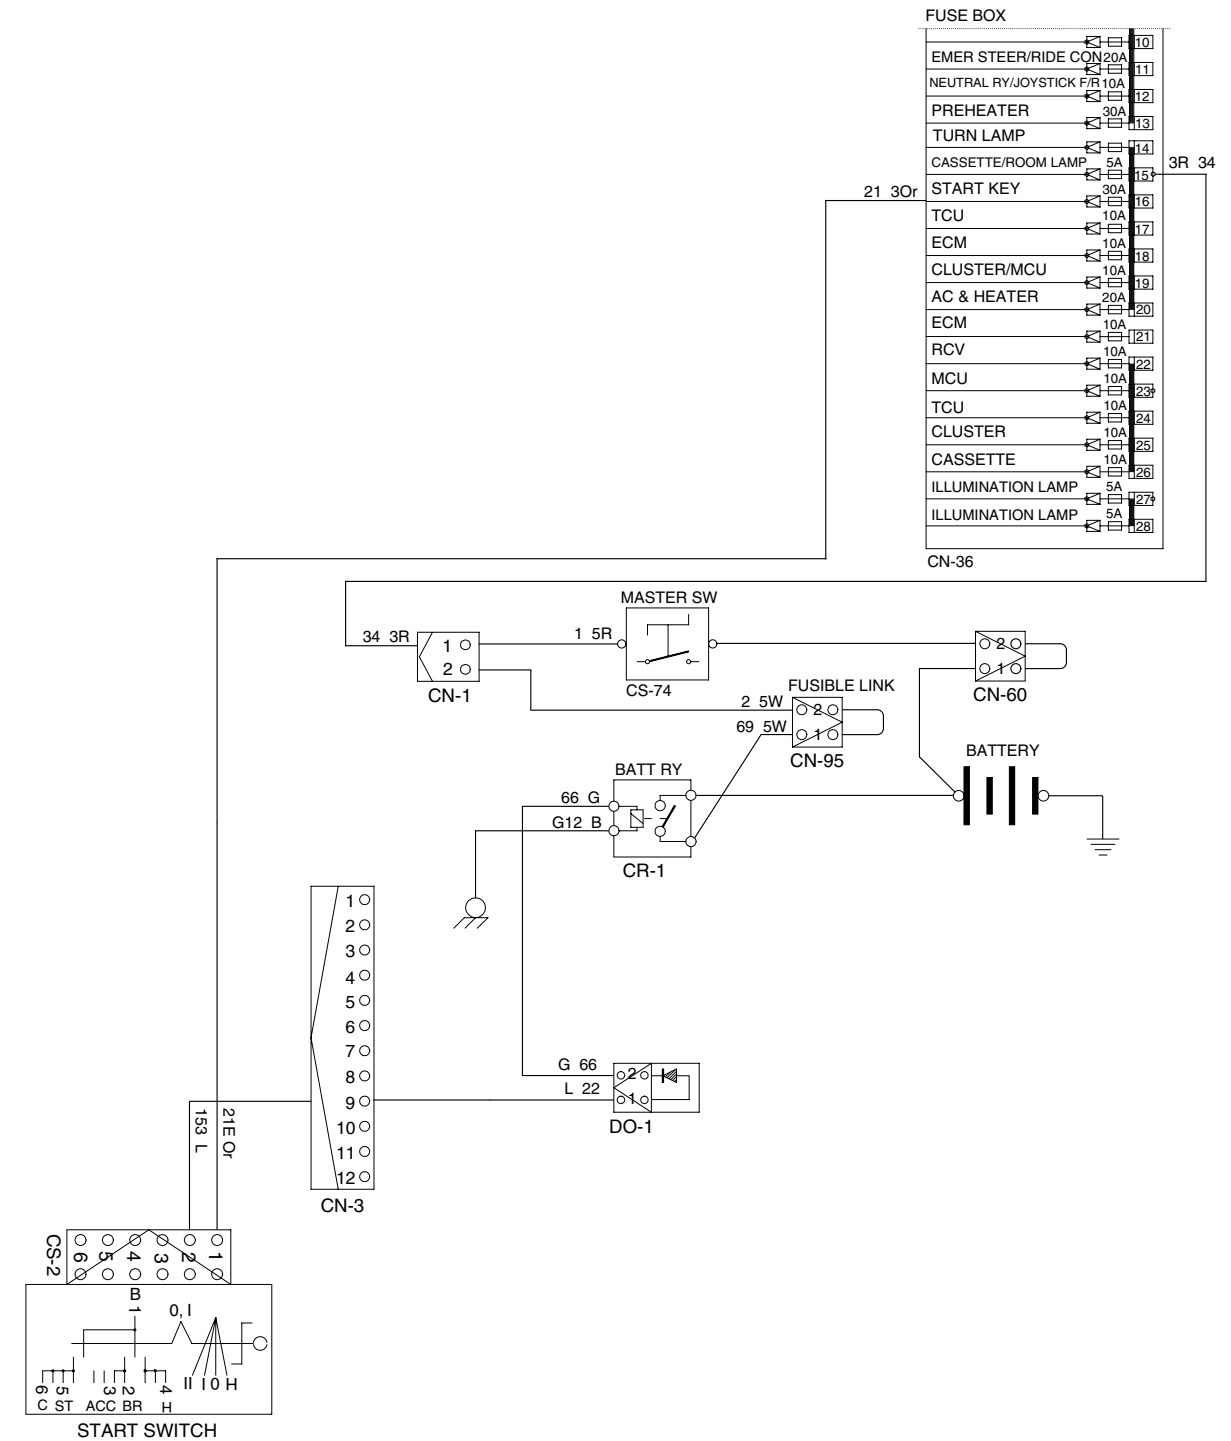 FUSE BOX
10
EMER STEER/RIDE CON 20A
11
NEUTRAL RY/JOYSTICK F/R 10A
12
PREHEATER 30A
13
TURN LAMP
14
CASSETTE/ROOM LAMP 5A
15
3R 34
START KEY 30A
16
21 3Or
TCU 10A
17
ECM 10A
18
CLUSTER/MCU 10A
19
AC & HEATER 20A
20
ECM 10A
21
RCV 10A
22
MCU 10A
23
TCU 10A
24
CLUSTER 10A
25
CASSETTE 10A
26
ILLUMINATION LAMP 5A
27
ILLUMINATION LAMP 5A
28
CN-36
MASTER SW
34 3R
1
2
CN-1
1 5R
CS-74
2
1
CN-60
FUSIBLE LINK
2 5W
69 5W
2
1
CN-95
BATTERY
BATT RY
66 G
G12 B
CR-1
1
2
3
4
5
6
7
8
9
10
11
12
CN-3
G 66
L 22
2
1
DO-1
153 L
21E Or
CS-2
6
5
4
3
2
1
B
1
0, I
II I 0 H
6 5 3 2 4
C ST ACC BR H
START SWITCH